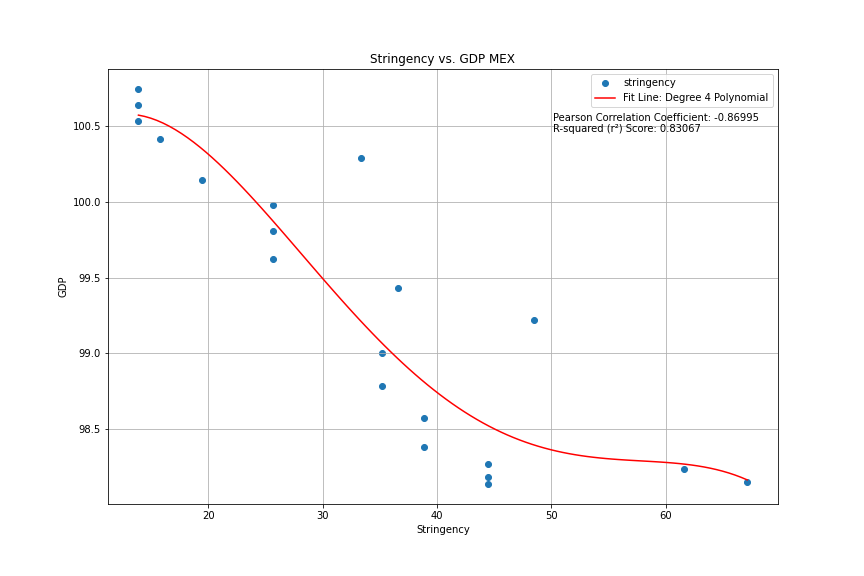 Stringency vs. GDP MEX
stringency
Fit Line: Degree 4 Polynomial
Pearson Correlation Coefficient: -0.86995
R-squared (r²) Score: 0.83067
100.5
100.0
99.5
99.0
98.5
GDP
20 30 40 50 60
Stringency